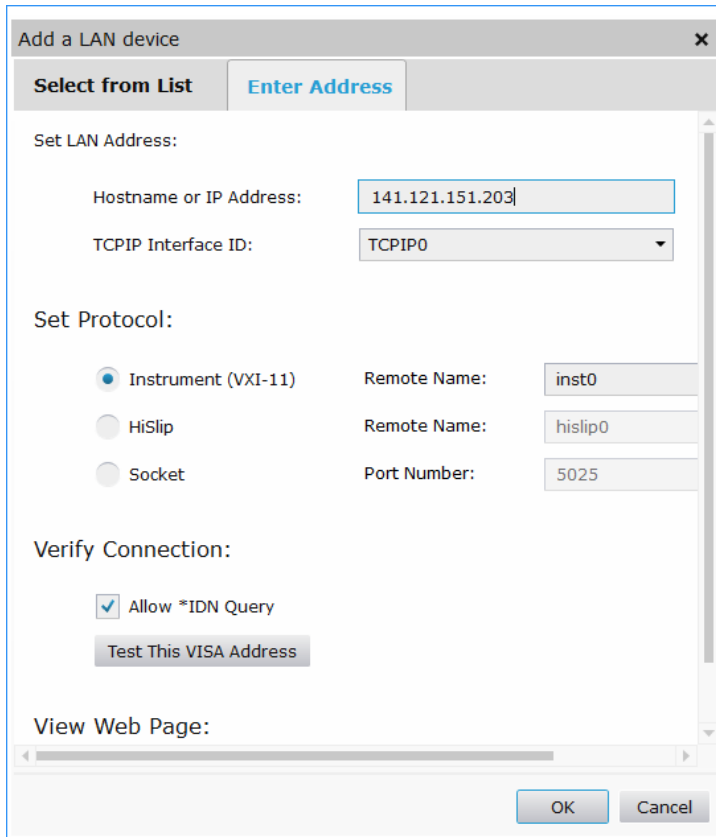 Add a LAN device
Select from List Enter Address
Set LAN Address:
Hostname or IP Address: 141.121.151.203
TCPIP Interface ID: TCPIP0
Set Protocol:
Instrument (VXI-11) Remote Name: inst0
HiSlip Remote Name: hislip0
Socket Port Number: 5025
Verify Connection:
Allow *IDN Query
Test This VISA Address
View Web Page:
OK Cancel